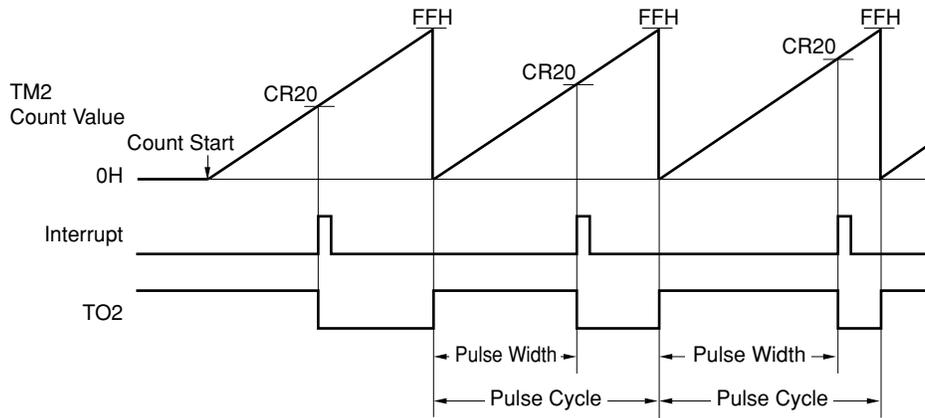 FFH
FFH
FFH
CR20
CR20
CR20
TM2
Count Value
Count Start
0H
Interrupt
TO2
Pulse Width
Pulse Width
Pulse Cycle
Pulse Cycle